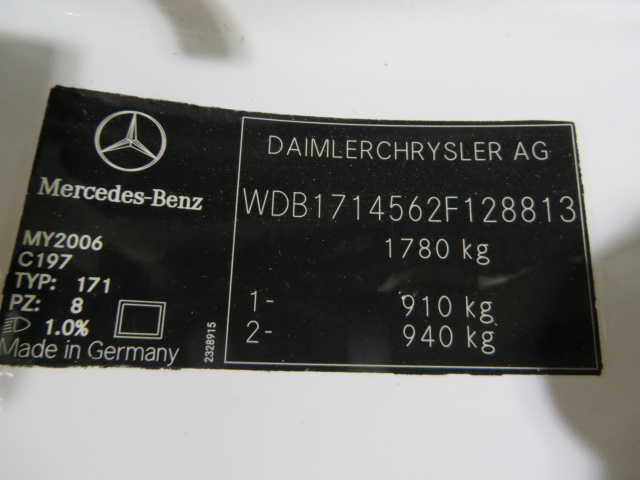 Mercedes-Benz
MY2006
C197
TYP: 171
PZ: 8
1.0%
Made in Germany
2328915
DAIMLERCHRYSLER AG
WDB1714562F128813
1780 kg
1- 910 kg
2- 940 kg